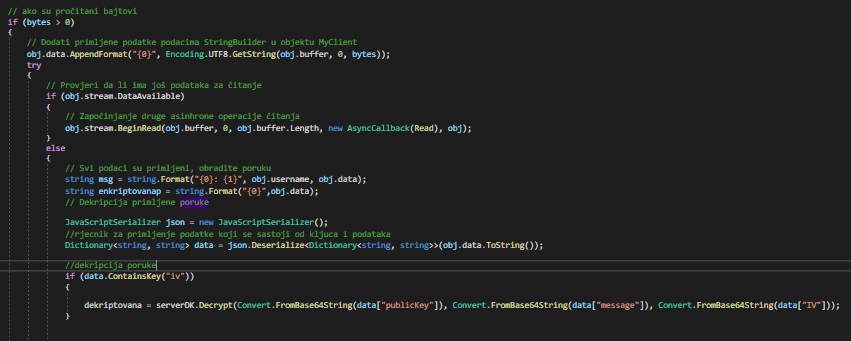 // ako su pročitani bajtovi
if (bytes > 0)
{
// Dodati primljene podatke podacima StringBuilder u objektu MyClient
obj.data.AppendFormat("{0}", Encoding.UTF8.GetString(obj.buffer, 0, bytes));
try
{
// Provjeri da li ima još podataka za čitanje
if (obj.stream.DataAvailable)
{
// Započinjanje druge asinhrone operacije čitanja
obj.stream.BeginRead(obj.buffer, 0, obj.buffer.Length, new AsyncCallback(Read), obj);
}
else
{
// Svi podaci su primljeni, obradite poruku
string msg = string.Format("{0}: {1}", obj.username, obj.data);
string enkriptovanap = string.Format("{0}",obj.data);
// Dekripcija primljene poruke
JavaScriptSerializer json = new JavaScriptSerializer();
//rjecnik za primljenje podatke koji se sastoji od kljuca i podataka
Dictionary<string, string> data = json.Deserialize<Dictionary<string, string>>(obj.data.ToString());
//dekripcija poruke
if (data.ContainsKey("iv"))
{
dekriptovana = serverDK.Decrypt(Convert.FromBase64String(data["publicKey"]), Convert.FromBase64String(data["message"]), Convert.FromBase64String(data["IV"]));
}